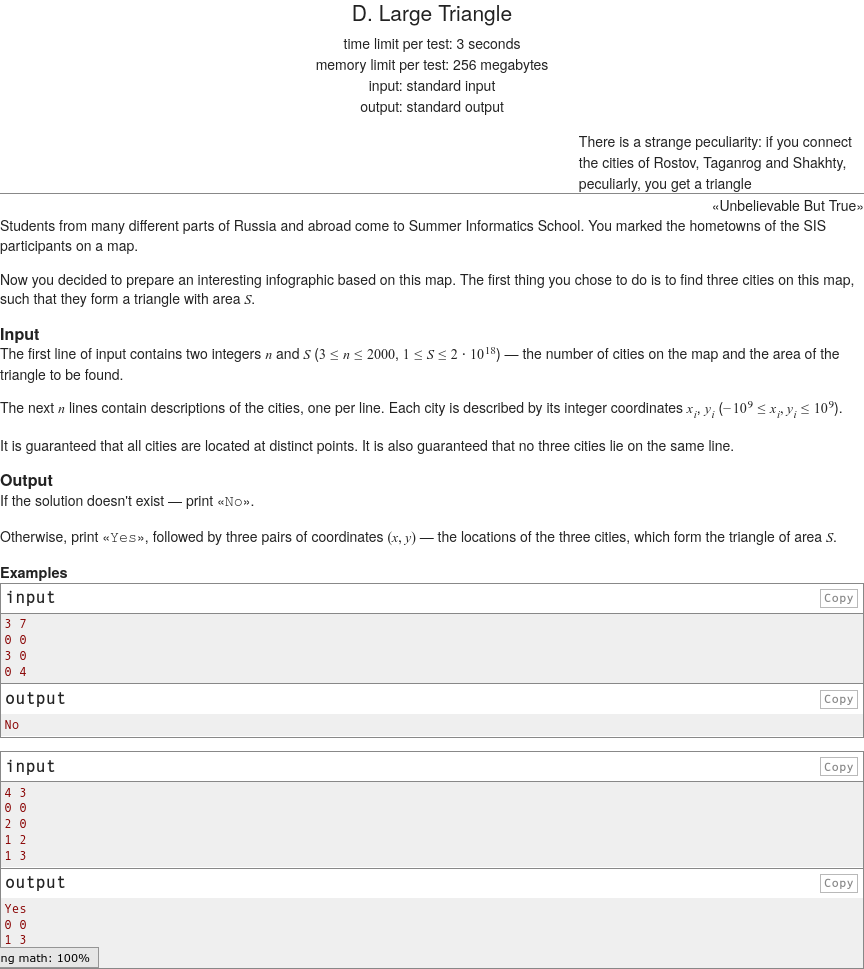 D. Large Triangle
time limit per test: 3 seconds
memory limit per test: 256 megabytes
input: standard input
output: standard output
There is a strange peculiarity: if you connect
the cities of Rostov, Taganrog and Shakhty,
peculiarly, you get a triangle
«Unbelievable But True»
Students from many different parts of Russia and abroad come to Summer Informatics School. You marked the hometowns of the SIS
participants on a map.
Now you decided to prepare an interesting infographic based on this map. The first thing you chose to do is to find three cities on this map,
such that they form a triangle with area S.
Input
The first line of input contains two integers n and S (3 ≤ n ≤ 2000, 1 ≤ S ≤ 2 · 10^18) — the number of cities on the map and the area of the
triangle to be found.
The next n lines contain descriptions of the cities, one per line. Each city is described by its integer coordinates x_i, y_i (−10^9 ≤ x_i, y_i ≤ 10^9).
It is guaranteed that all cities are located at distinct points. It is also guaranteed that no three cities lie on the same line.
Output
If the solution doesn't exist — print «No».
Otherwise, print «Yes», followed by three pairs of coordinates (x, y) — the locations of the three cities, which form the triangle of area S.
Examples
input Copy
3 7
0 0
3 0
0 4
output Copy
No
input Copy
4 3
0 0
2 0
1 2
1 3
output Copy
Yes
0 0
1 3
ng math: 100%